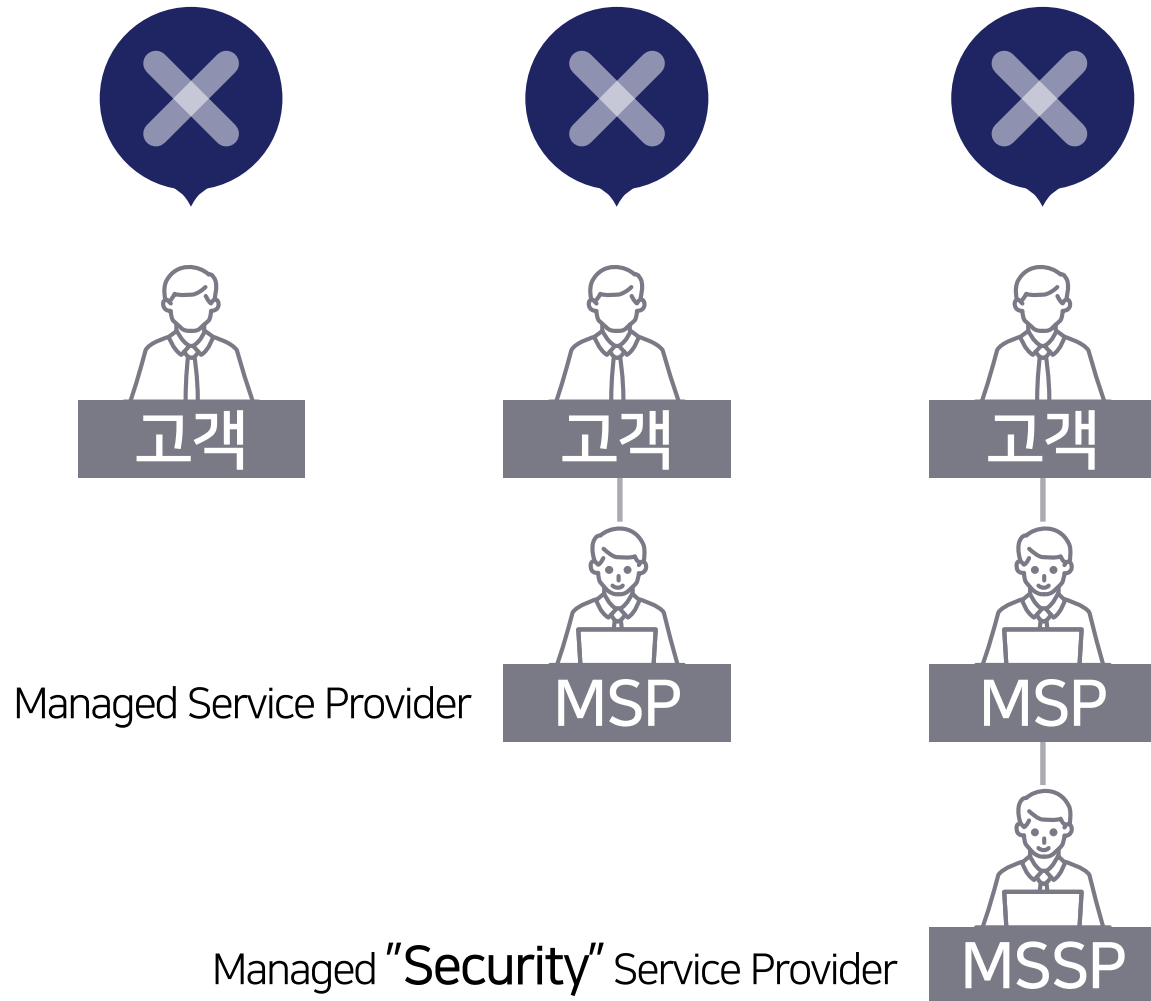 고객 고객 고객
Managed Service Provider MSP MSP
Managed ”Security” Service Provider MSSP